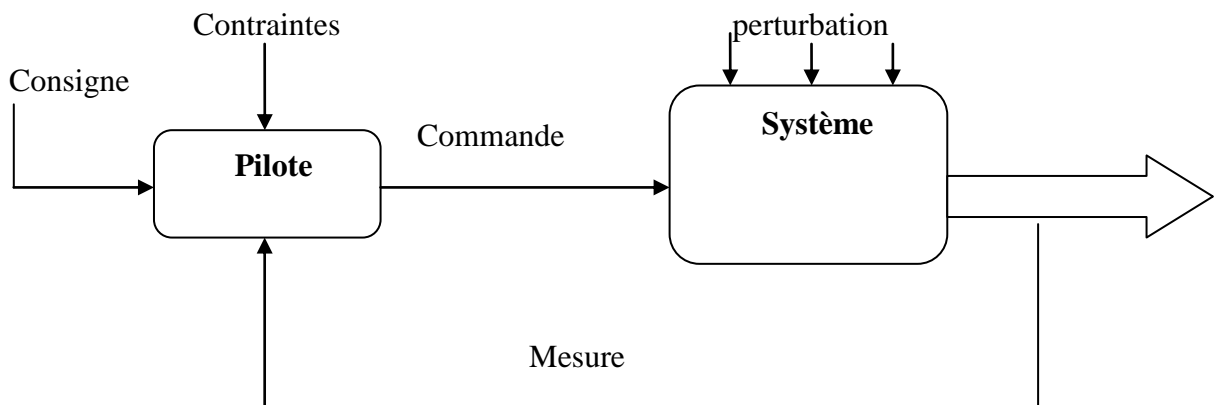 Contraintes
perturbation
Consigne
Système
Commande
Pilote
Mesure